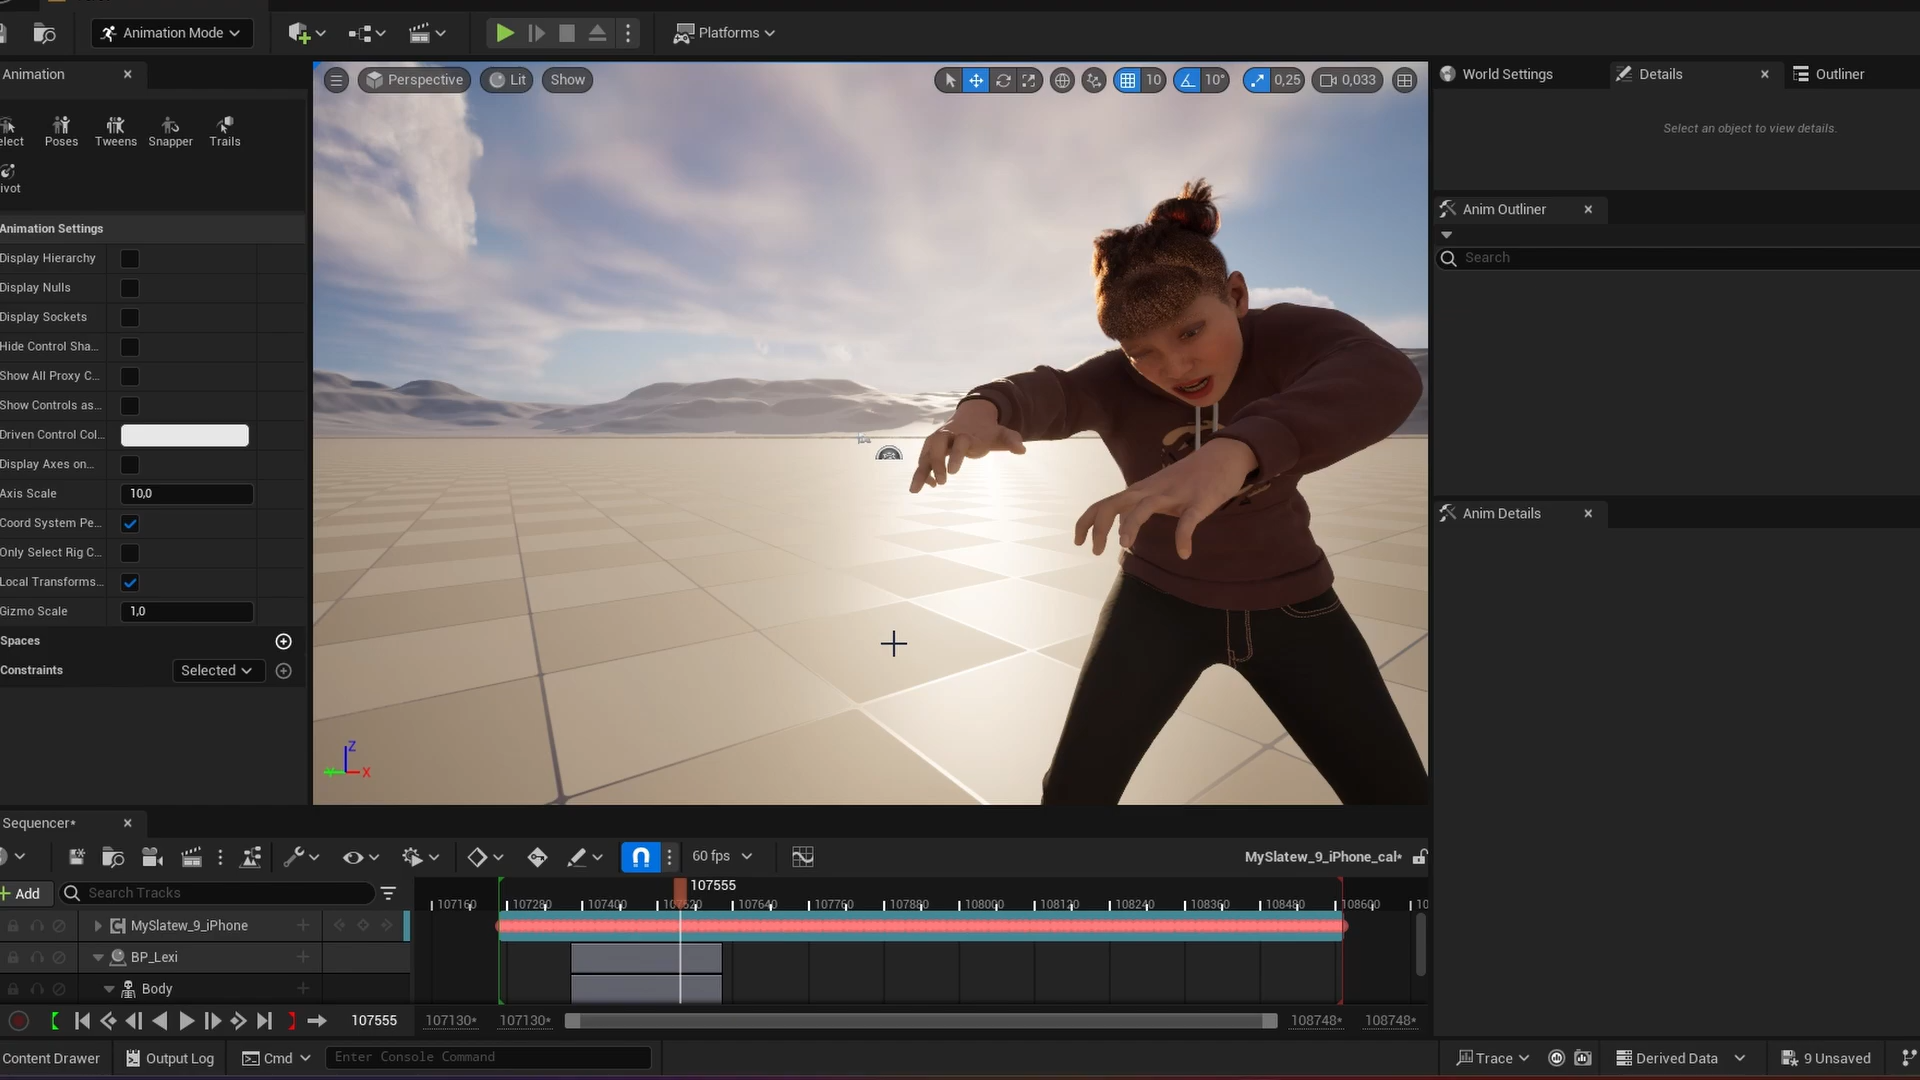 Animation Mode
Platforms
Animation
Perspective
Lit
Show
10
10°
0,25
0,033
World Settings
Details
Outliner
Select an object to view details.
elect
Poses
Tweens
Snapper
Trails
ivot
Anim Outliner
Search
Animation Settings
Display Hierarchy
Display Nulls
Display Sockets
Hide Control Sha...
Show All Proxy C...
Show Controls as...
Driven Control Col...
Display Axes on...
Axis Scale
10,0
Coord System Pe...
Only Select Rig C...
Local Transforms...
Gizmo Scale
1,0
Spaces
Constraints
Selected
Anim Details
Z
X
Sequencer*
60 fps
MySlatew_9_iPhone_cal*
Add
Search Tracks
107555
107160
107280
107400
107520
107640
107760
107880
108000
108120
108240
108360
108480
108600
10
MySlatew_9_iPhone
BP_Lexi
Body
107555
107130*
107130*
108748*
108748*
Content Drawer
Output Log
Cmd
Enter Console Command
Trace
Derived Data
9 Unsaved